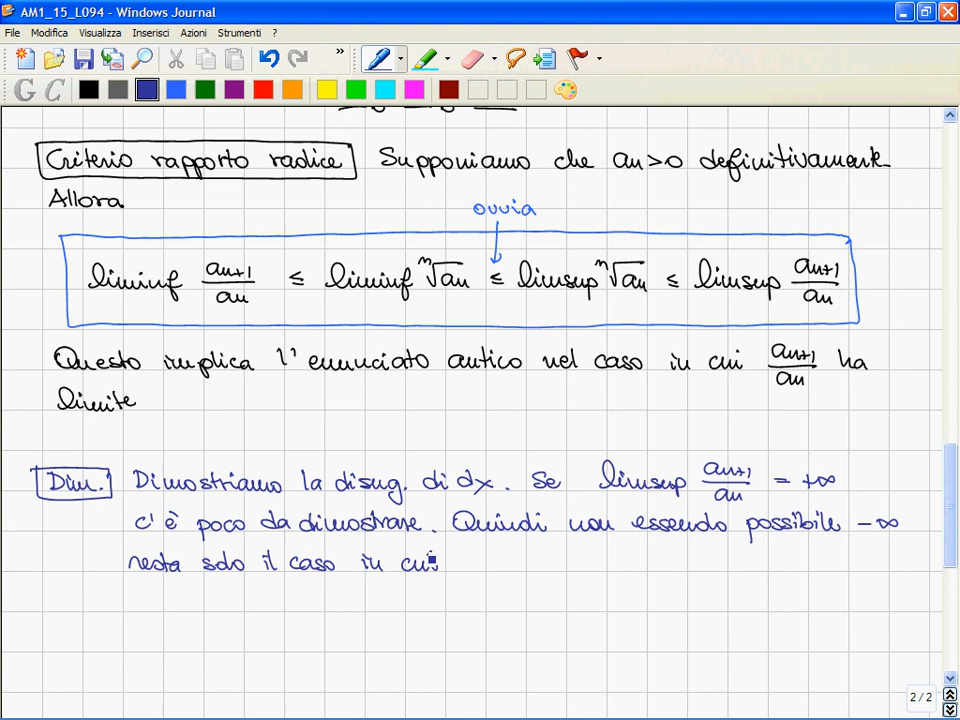 AM1_15_L094 - Windows Journal
File Modifica Visualizza Inserisci Azioni Strumenti ?
G C
Criterio rapporto radice Supponiamo che an>0 definitivament
Allora
ovvia
liminf an+1/an ≤ liminf ⁿ√an ≤ limsup ⁿ√an ≤ limsup an+1/an
Questo implica l'enunciato antico nel caso in cui an+1/an ha
limite
Dim. Dimostriamo la disug. di dx. Se limsup an+1/an = +∞
c'è poco da dimostrare. Quindi non essendo possibile -∞
resta solo il caso in cui
2 / 2